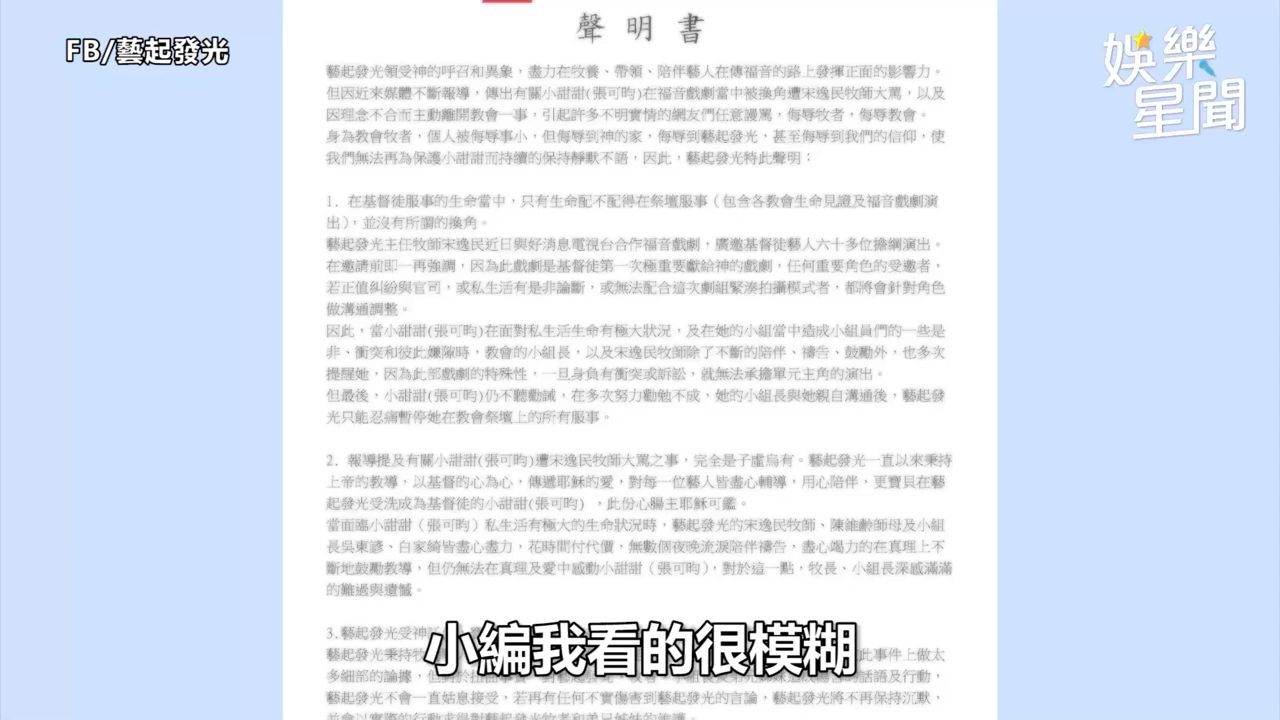 FB/藝起發光
娛樂
星聞
聲明書
藝起發光領受神的呼召和異象，盡力在牧養、帶領、陪伴藝人在傳福音的路上發揮正面的影響力。
但因近來媒體不斷報導，傳出有關小甜甜(張可昀)在福音戲劇當中被換角遭宋逸民牧師大罵，以及
因理念不合而主動離開教會一事，引起許多不明實情的網友們任意謾罵，侮辱牧者，侮辱教會。
身為教會牧者，個人被侮辱事小，但侮辱到神的家，侮辱到藝起發光，甚至侮辱到我們的信仰，使
我們無法再為保護小甜甜而持續的保持靜默不語，因此，藝起發光特此聲明：
1. 在基督徒服事的生命當中，只有生命配不配得在祭壇服事（包含各教會生命見證及福音戲劇演
出），並沒有所謂的換角。
藝起發光主任牧師宋逸民近日與好消息電視台合作福音戲劇，廣邀基督徒藝人六十多位擔綱演出。
在邀請前即一再強調，因為此戲劇是基督徒第一次極重要獻給神的戲劇，任何重要角色的受邀者，
若正值糾紛與官司，或私生活有是非論斷，或無法配合這次劇組緊湊拍攝模式者，都將會針對角色
做溝通調整。
因此，當小甜甜(張可昀)在面對私生活生命有極大狀況，及在她的小組當中造成小組員們的一些是
非、衝突和彼此嫌隙時，教會的小組長，以及宋逸民牧師除了不斷的陪伴、禱告、鼓勵外，也多次
提醒她，因為此部戲劇的特殊性，一旦身負有衝突或訴訟，就無法承擔單元主角的演出。
但最後，小甜甜(張可昀)仍不聽勸誡，在多次努力勸勉不成，她的小組長與她親自溝通後，藝起發
光只能忍痛暫停她在教會祭壇上的所有服事。
2. 報導提及有關小甜甜(張可昀)遭宋逸民牧師大罵之事，完全是子虛烏有。藝起發光一直以來秉持
上帝的教導，以基督的心為心，傳遞耶穌的愛，對每一位藝人皆盡心輔導，用心陪伴，更寶貝在藝
起發光受洗成為基督徒的小甜甜(張可昀) ，此份心腸主耶穌可鑑。
當面臨小甜甜（張可昀）私生活有極大的生命狀況時，藝起發光的宋逸民牧師、陳維齡師母及小組
長吳東諺、白家綺皆盡心盡力，花時間付代價，無數個夜晚流淚陪伴禱告，盡心竭力的在真理上不
斷地鼓勵教導，但仍無法在真理及愛中感動小甜甜（張可昀），對於這一點，牧長、小組長深感滿滿
的難過與遺憾。
3.藝起發光受神
小編我看的很模糊
藝起發光秉持 此事件上做太
多細部的論據，但 的話語及行動，
藝起發光不會一直姑息接受，若再有任何不實傷害到藝起發光的言論，藝起發光將不再保持沉默，